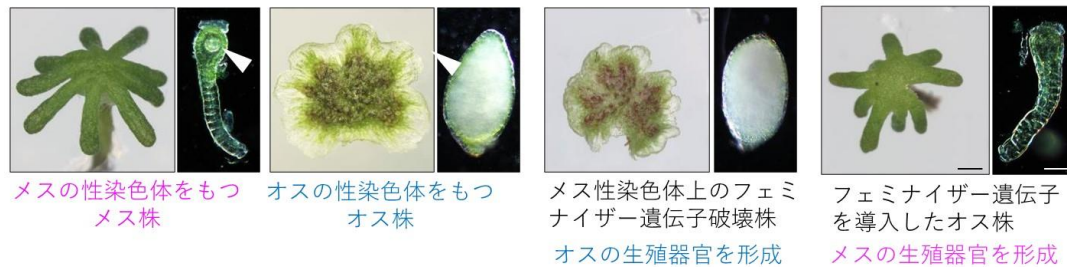 メスの性染色体をもつ
メス株
オスの性染色体をもつ
オス株
メス性染色体上のフェミ
ナイザー遺伝子破壊株
オスの生殖器官を形成
フェミナイザー遺伝子
を導入したオス株
メスの生殖器官を形成